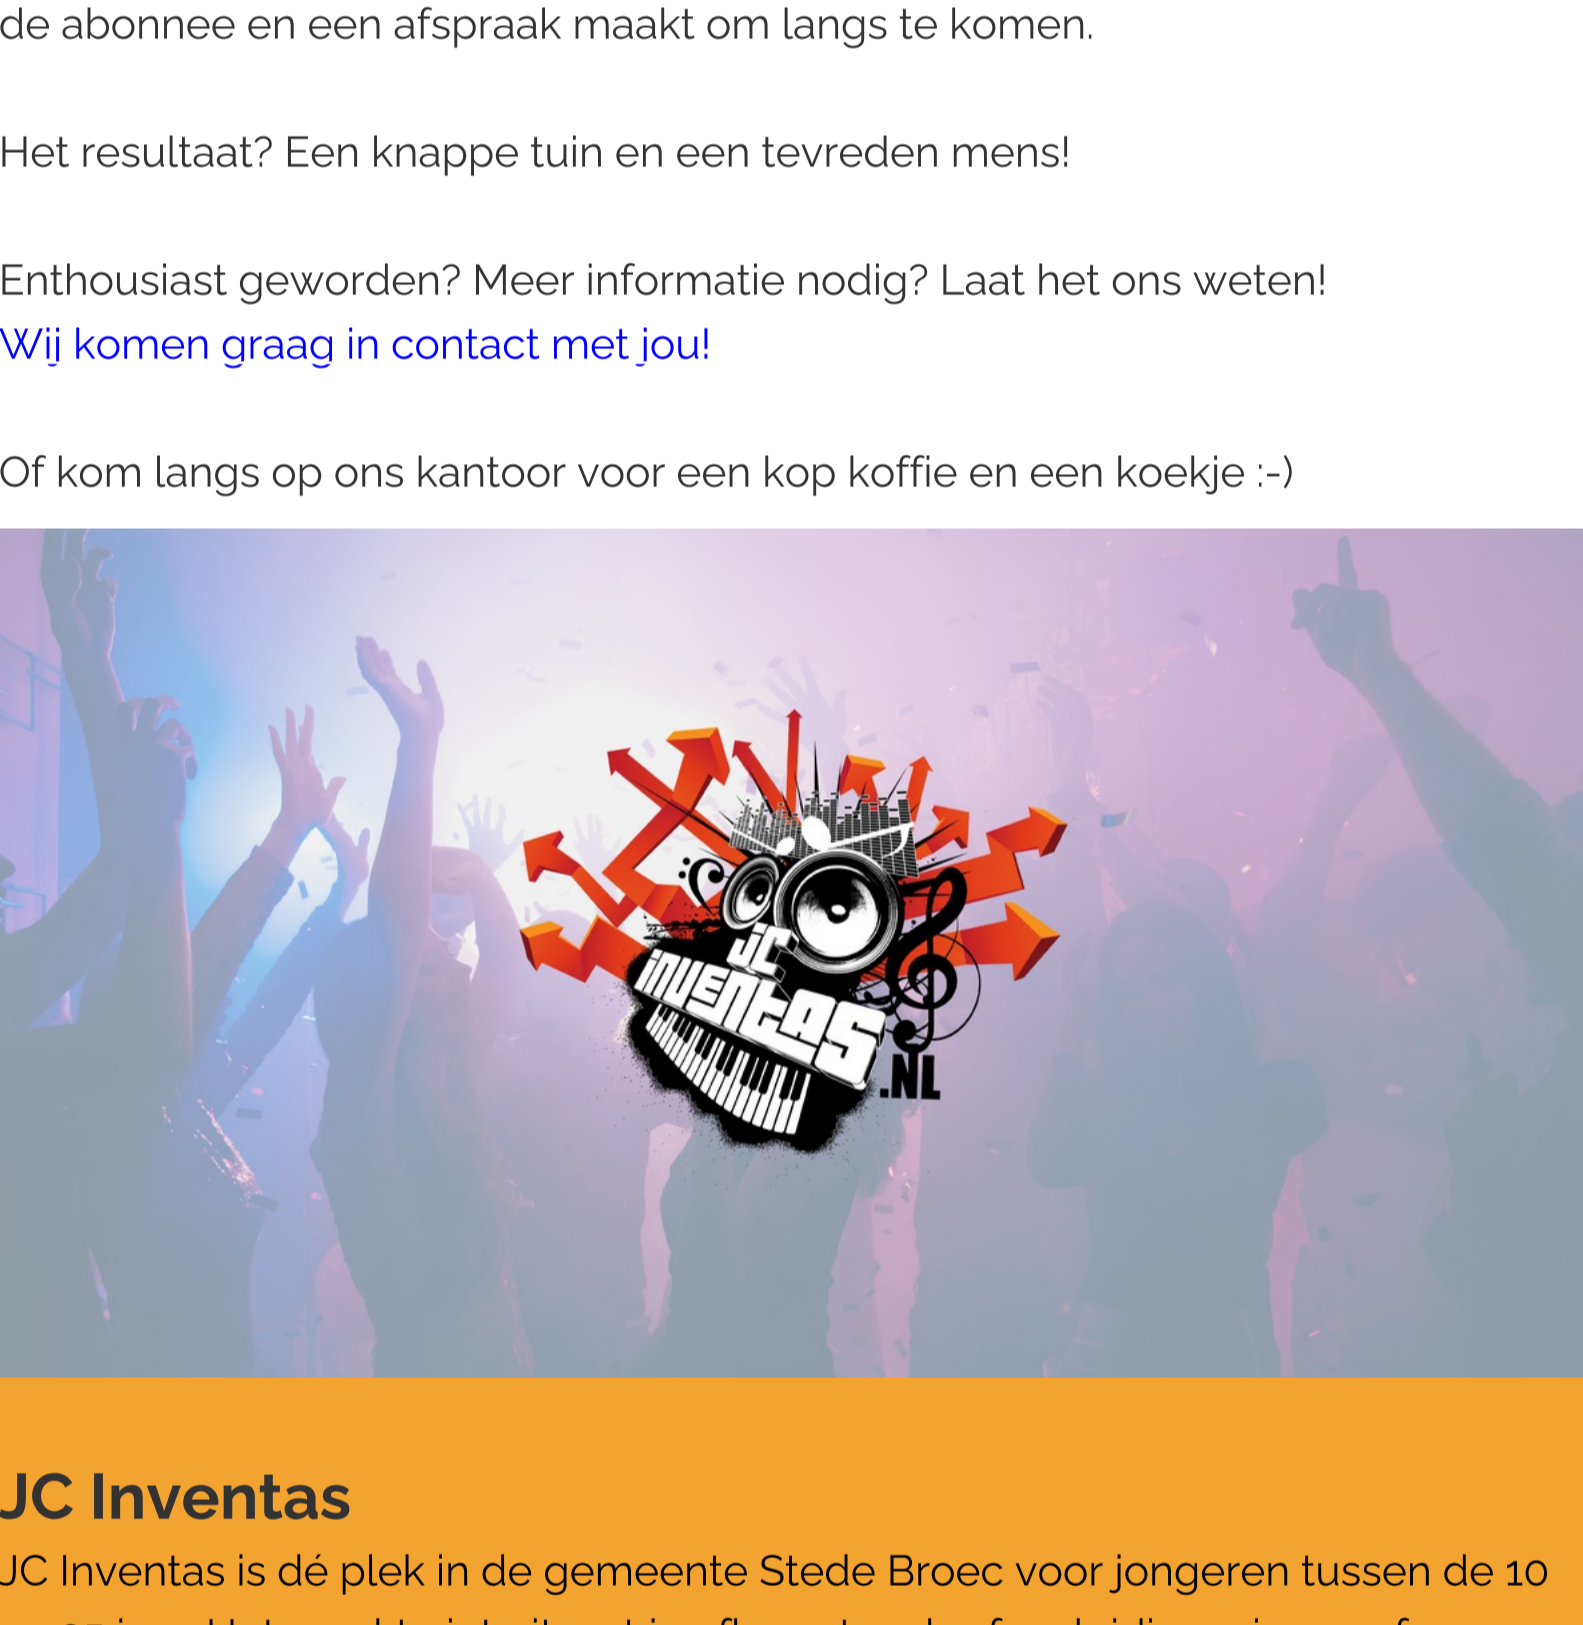 de abonnee en een afspraak maakt om langs te komen.
Het resultaat? Een knappe tuin en een tevreden mens!
Enthousiast geworden? Meer informatie nodig? Laat het ons weten!
Wij komen graag in contact met jou!
Of kom langs op ons kantoor voor een kop koffie en een koekje :-)
JC
INVENTAS
.NL
JC Inventas
JC Inventas is dé plek in de gemeente Stede Broec voor jongeren tussen de 10